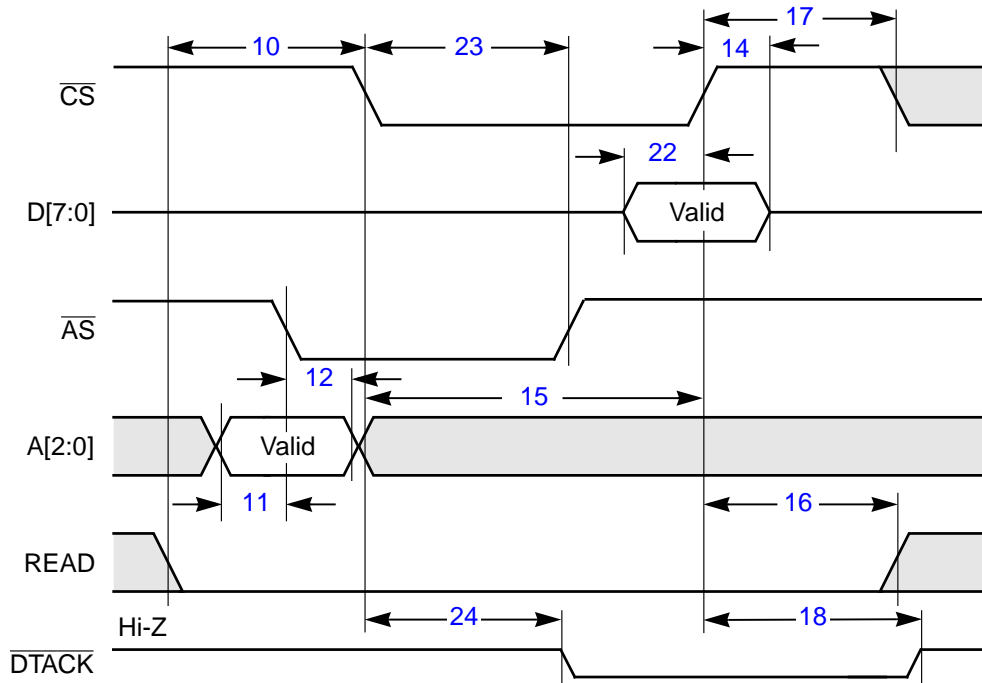 17
10 23 14
CS
22
D[7:0] Valid
AS
12
15
A[2:0] Valid
11 16
READ
Hi-Z 24 18
DTACK